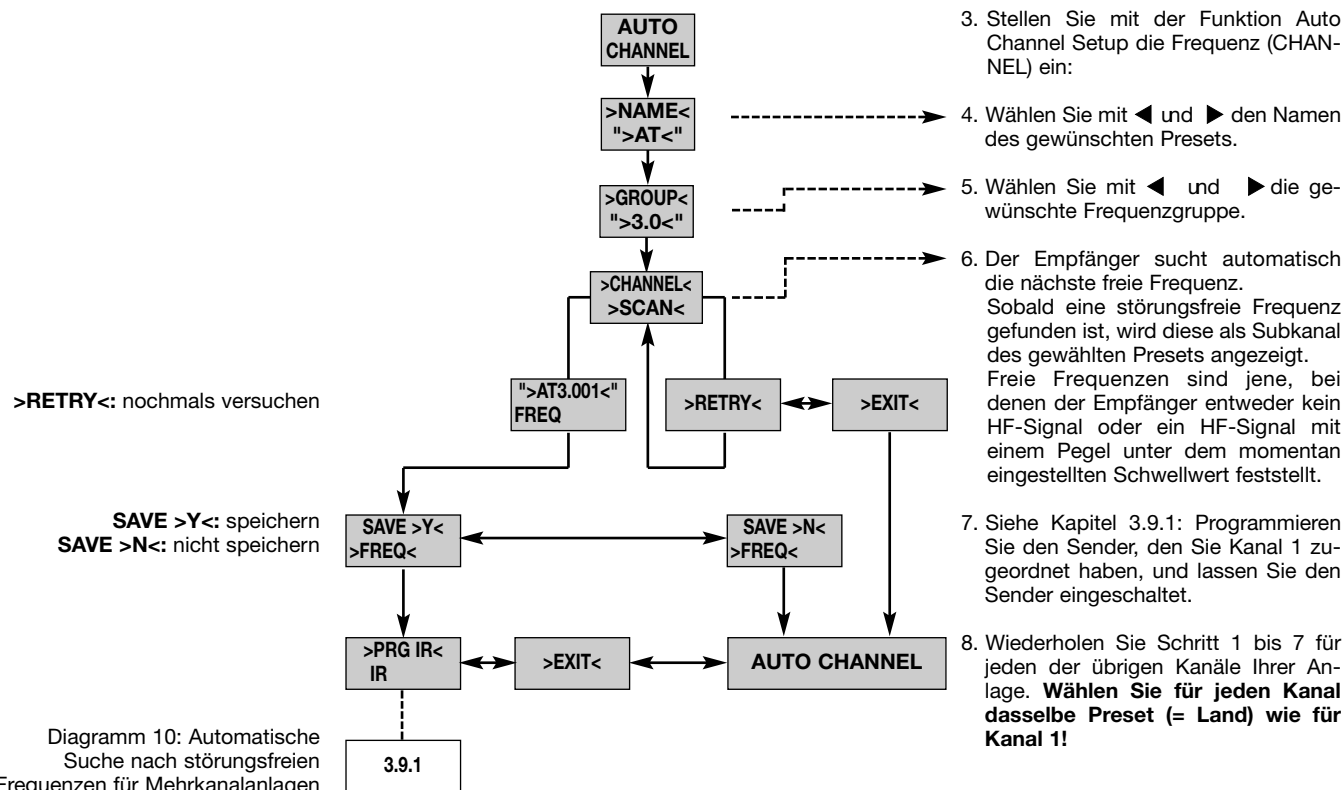 AUTO
CHANNEL
>NAME<
">AT<"
>GROUP<
">3.0<"
>CHANNEL<
>SCAN<
">AT3.001<"
FREQ
>RETRY<
>EXIT<
>RETRY<: nochmals versuchen
SAVE >Y<: speichern
SAVE >N<: nicht speichern
SAVE >Y<
>FREQ<
SAVE >N<
>FREQ<
>PRG IR<
IR
>EXIT<
AUTO CHANNEL
3.9.1
Diagramm 10: Automatische
Suche nach störungsfreien
Frequenzen für Mehrkanalanlagen
3. Stellen Sie mit der Funktion Auto
Channel Setup die Frequenz (CHAN-
NEL) ein:
4. Wählen Sie mit ◀ und ▶ den Namen
des gewünschten Presets.
5. Wählen Sie mit ◀ und ▶ die ge-
wünschte Frequenzgruppe.
6. Der Empfänger sucht automatisch
die nächste freie Frequenz.
Sobald eine störungsfreie Frequenz
gefunden ist, wird diese als Subkanal
des gewählten Presets angezeigt.
Freie Frequenzen sind jene, bei
denen der Empfänger entweder kein
HF-Signal oder ein HF-Signal mit
einem Pegel unter dem momentan
eingestellten Schwellwert feststellt.
7. Siehe Kapitel 3.9.1: Programmieren
Sie den Sender, den Sie Kanal 1 zu-
geordnet haben, und lassen Sie den
Sender eingeschaltet.
8. Wiederholen Sie Schritt 1 bis 7 für
jeden der übrigen Kanäle Ihrer An-
lage. Wählen Sie für jeden Kanal
dasselbe Preset (= Land) wie für
Kanal 1!